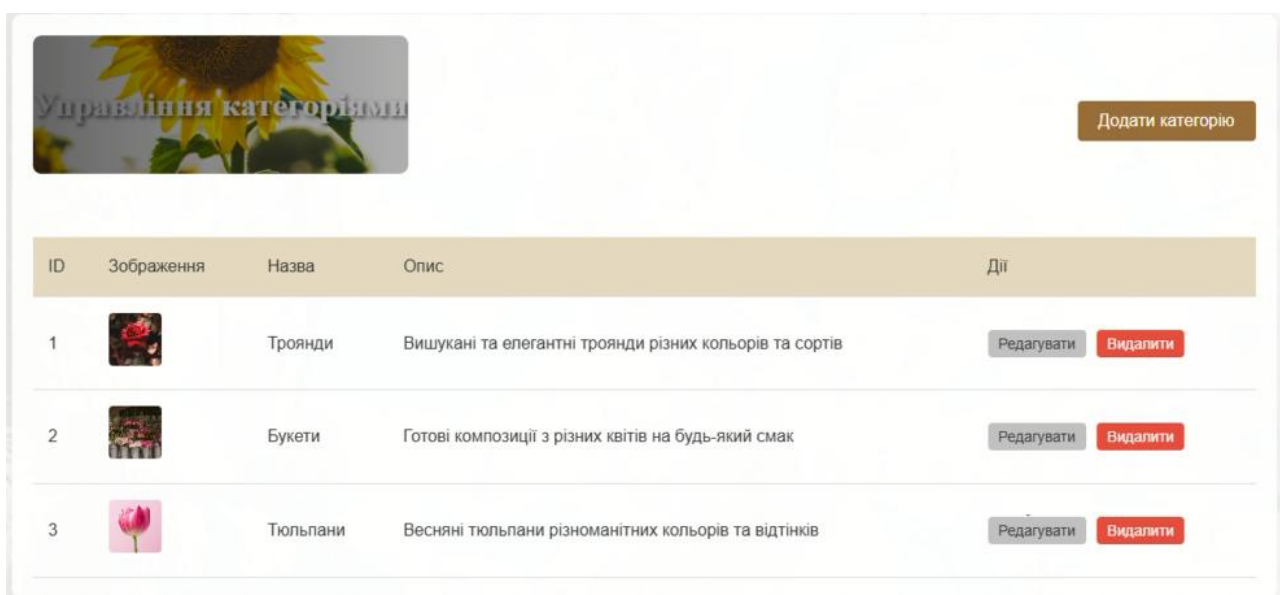 Управління категоріями
Додати категорію
ID Зображення Назва Опис Дії
1 Троянди Вишукані та елегантні троянди різних кольорів та сортів Редагувати Видалити
2 Букети Готові композиції з різних квітів на будь-який смак Редагувати Видалити
3 Тюльпани Весняні тюльпани різноманітних кольорів та відтінків Редагувати Видалити